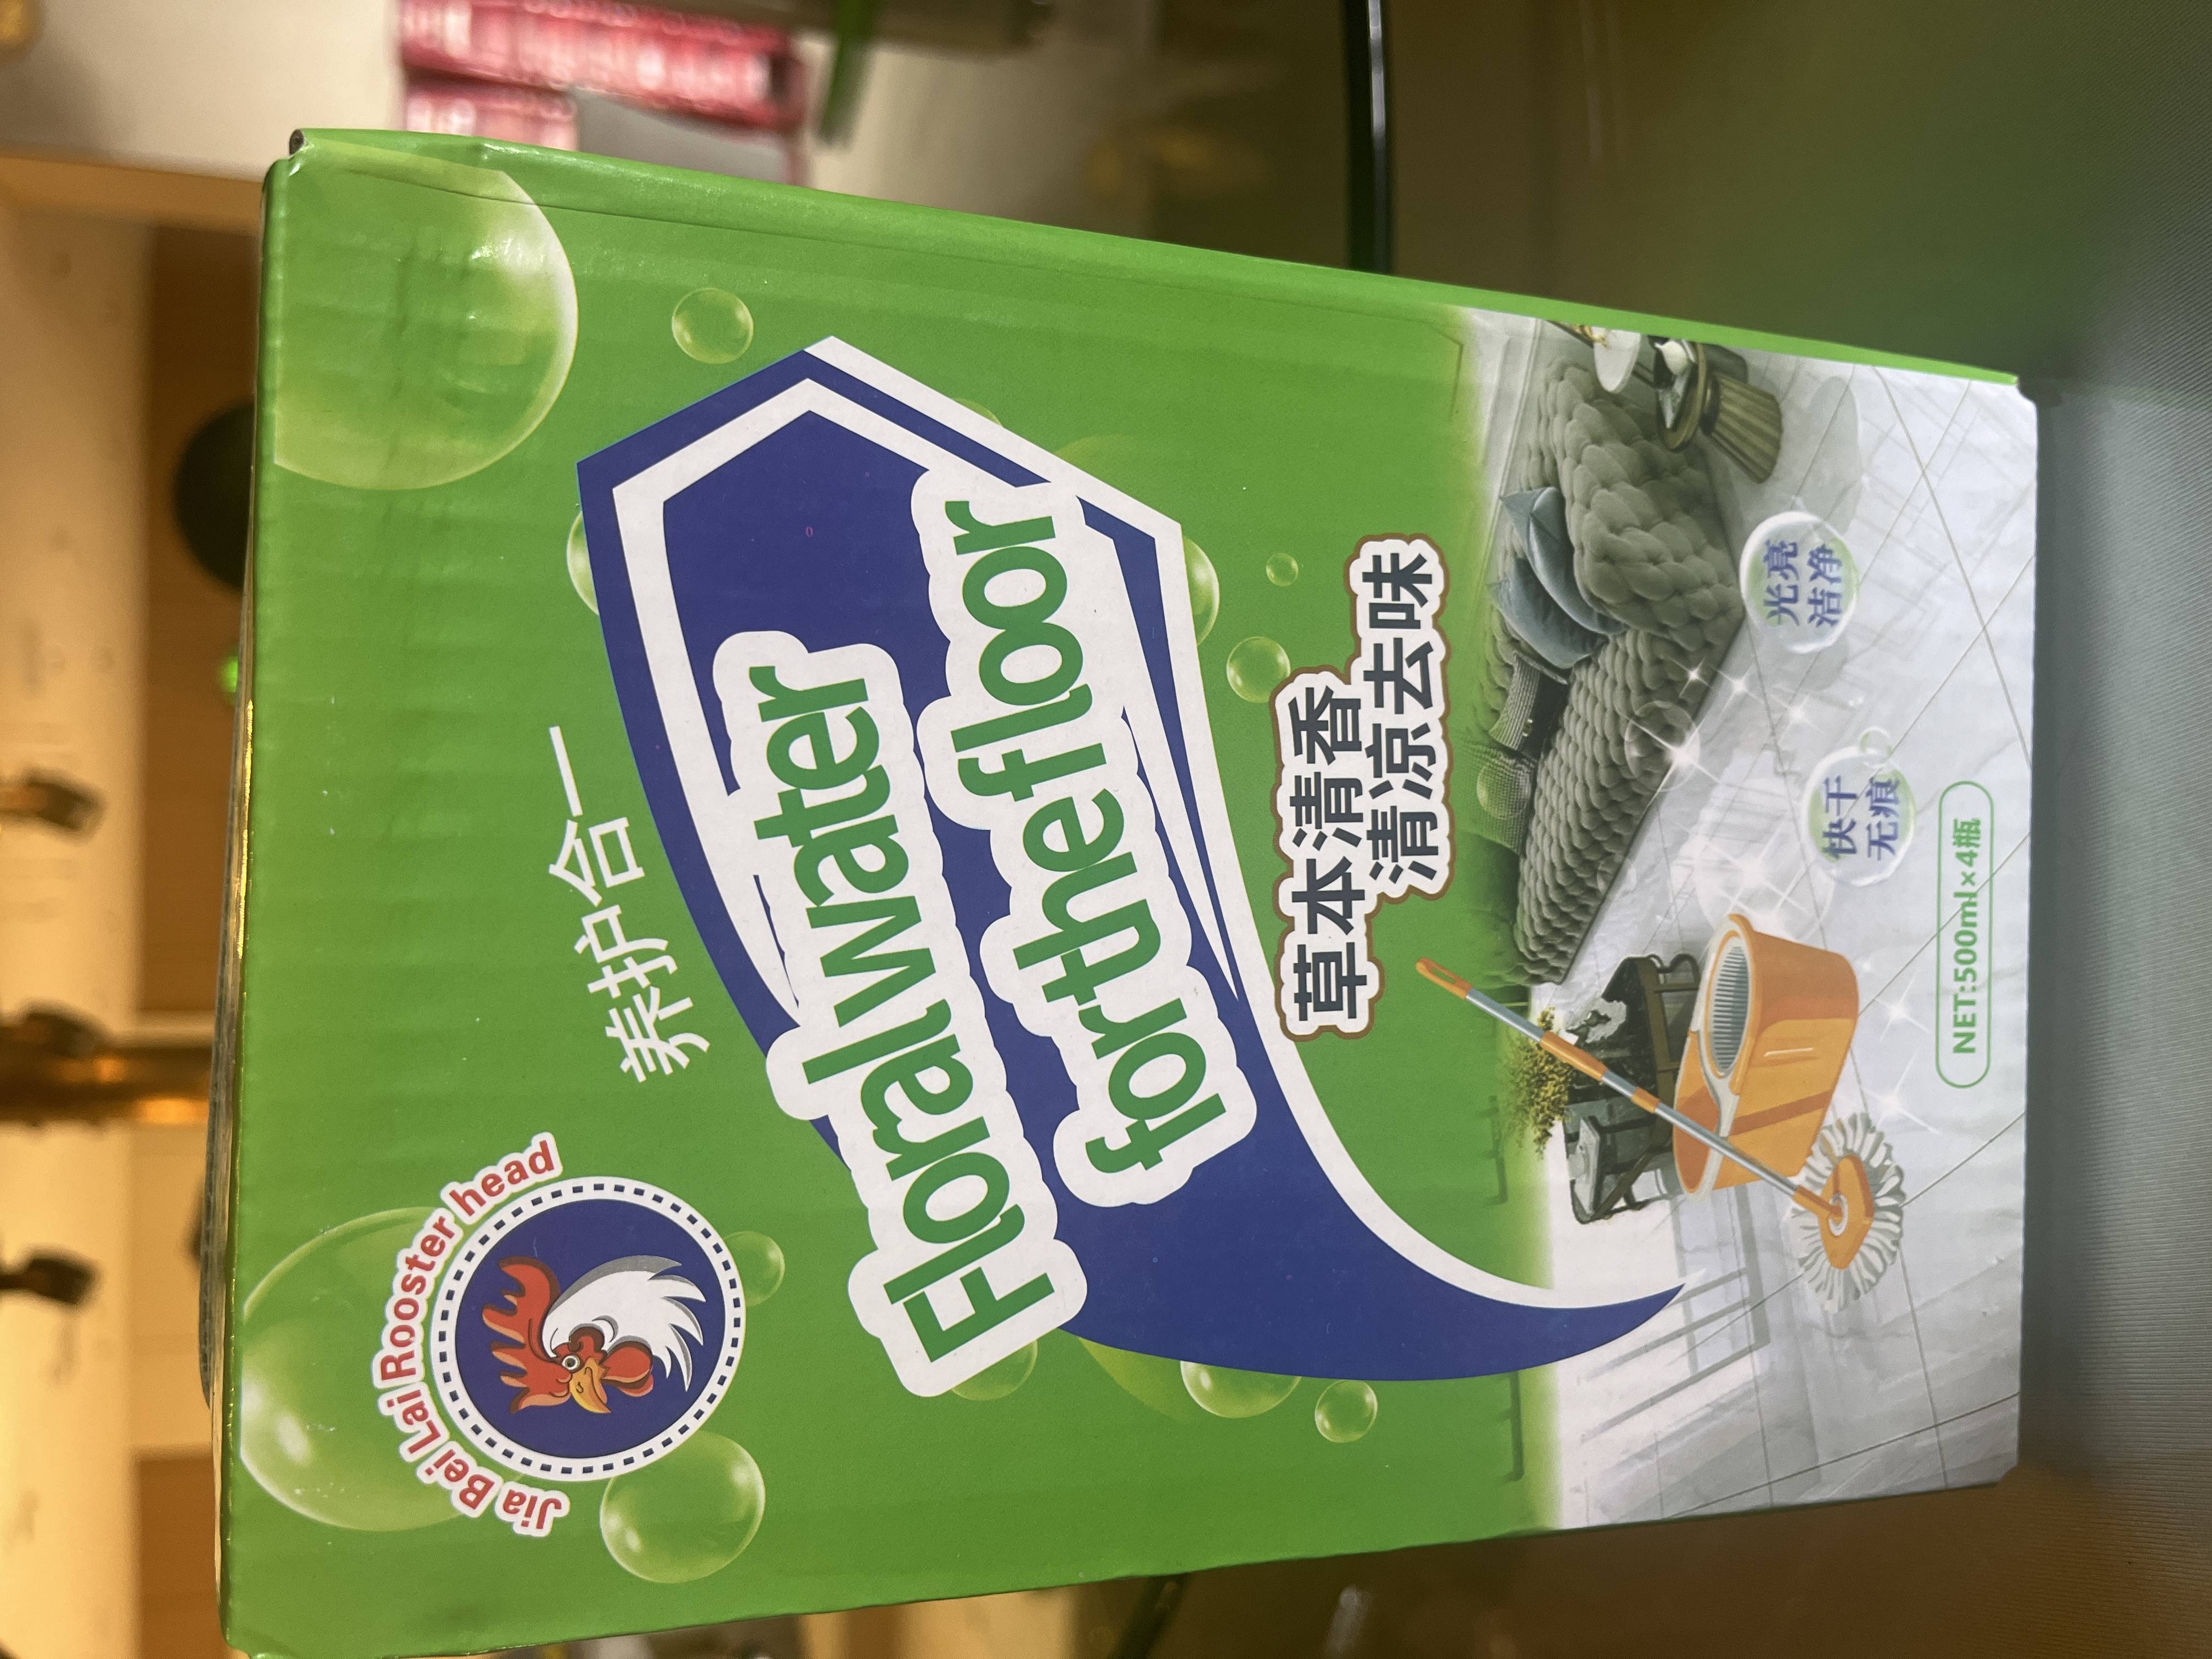 Jia Bei Lai Rooster head
养护合一
Floral water
for the floor
草本清香
清凉去味
光亮
洁净
快干
无痕
NET:500ml×4瓶